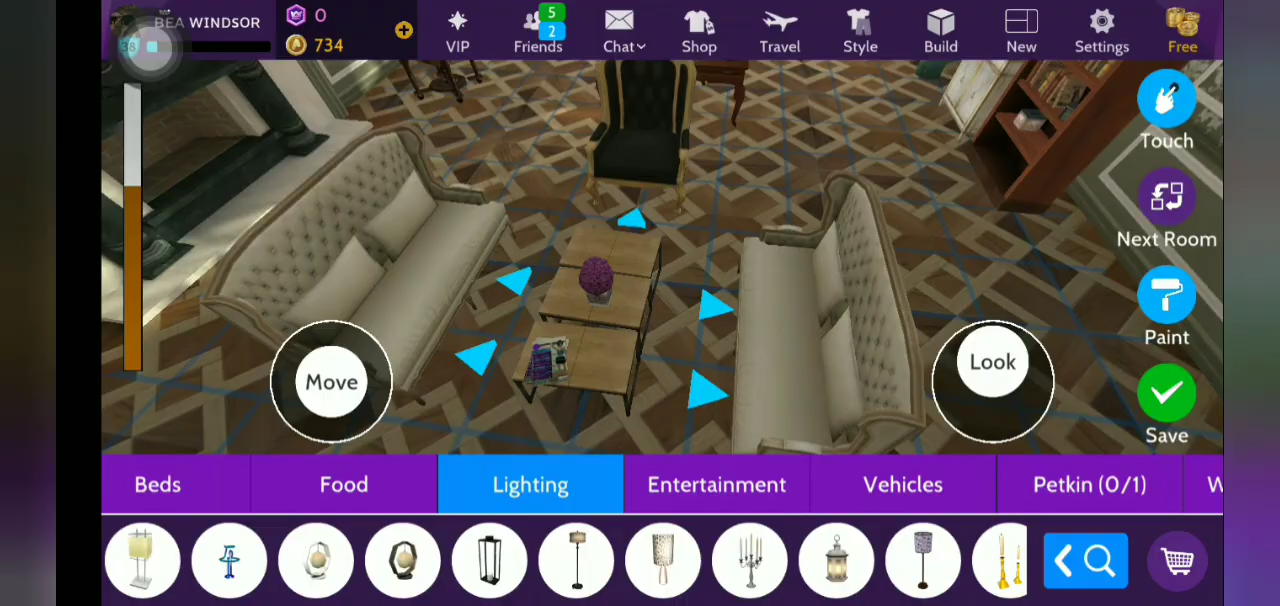 BEA WINDSOR
38
0
734
VIP
Friends
5
2
Chat
Shop
Travel
Style
Build
New
Settings
Free
Touch
Next Room
Paint
Save
Move
Look
Beds
Food
Lighting
Entertainment
Vehicles
Petkin (0/1)
W